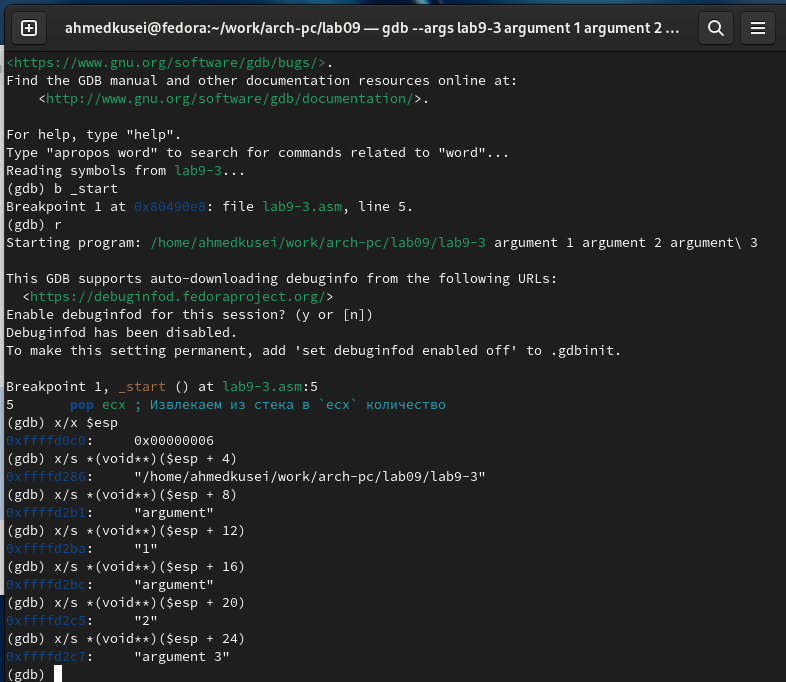 ahmedkusei@fedora:~/work/arch-pc/lab09 — gdb --args lab9-3 argument 1 argument 2 ...
<https://www.gnu.org/software/gdb/bugs/>.
Find the GDB manual and other documentation resources online at:
    <http://www.gnu.org/software/gdb/documentation/>.

For help, type "help".
Type "apropos word" to search for commands related to "word"...
Reading symbols from lab9-3...
(gdb) b _start
Breakpoint 1 at 0x80490e8: file lab9-3.asm, line 5.
(gdb) r
Starting program: /home/ahmedkusei/work/arch-pc/lab09/lab9-3 argument 1 argument 2 argument\ 3

This GDB supports auto-downloading debuginfo from the following URLs:
  <https://debuginfod.fedoraproject.org/>
Enable debuginfod for this session? (y or [n])
Debuginfod has been disabled.
To make this setting permanent, add 'set debuginfod enabled off' to .gdbinit.

Breakpoint 1, _start () at lab9-3.asm:5
5       pop ecx ; Извлекаем из стека в `ecx` количество
(gdb) x/x $esp
0xffffd0c0:     0x00000006
(gdb) x/s *(void**)($esp + 4)
0xffffd286:     "/home/ahmedkusei/work/arch-pc/lab09/lab9-3"
(gdb) x/s *(void**)($esp + 8)
0xffffd2b1:     "argument"
(gdb) x/s *(void**)($esp + 12)
0xffffd2ba:     "1"
(gdb) x/s *(void**)($esp + 16)
0xffffd2bc:     "argument"
(gdb) x/s *(void**)($esp + 20)
0xffffd2c5:     "2"
(gdb) x/s *(void**)($esp + 24)
0xffffd2c7:     "argument 3"
(gdb)